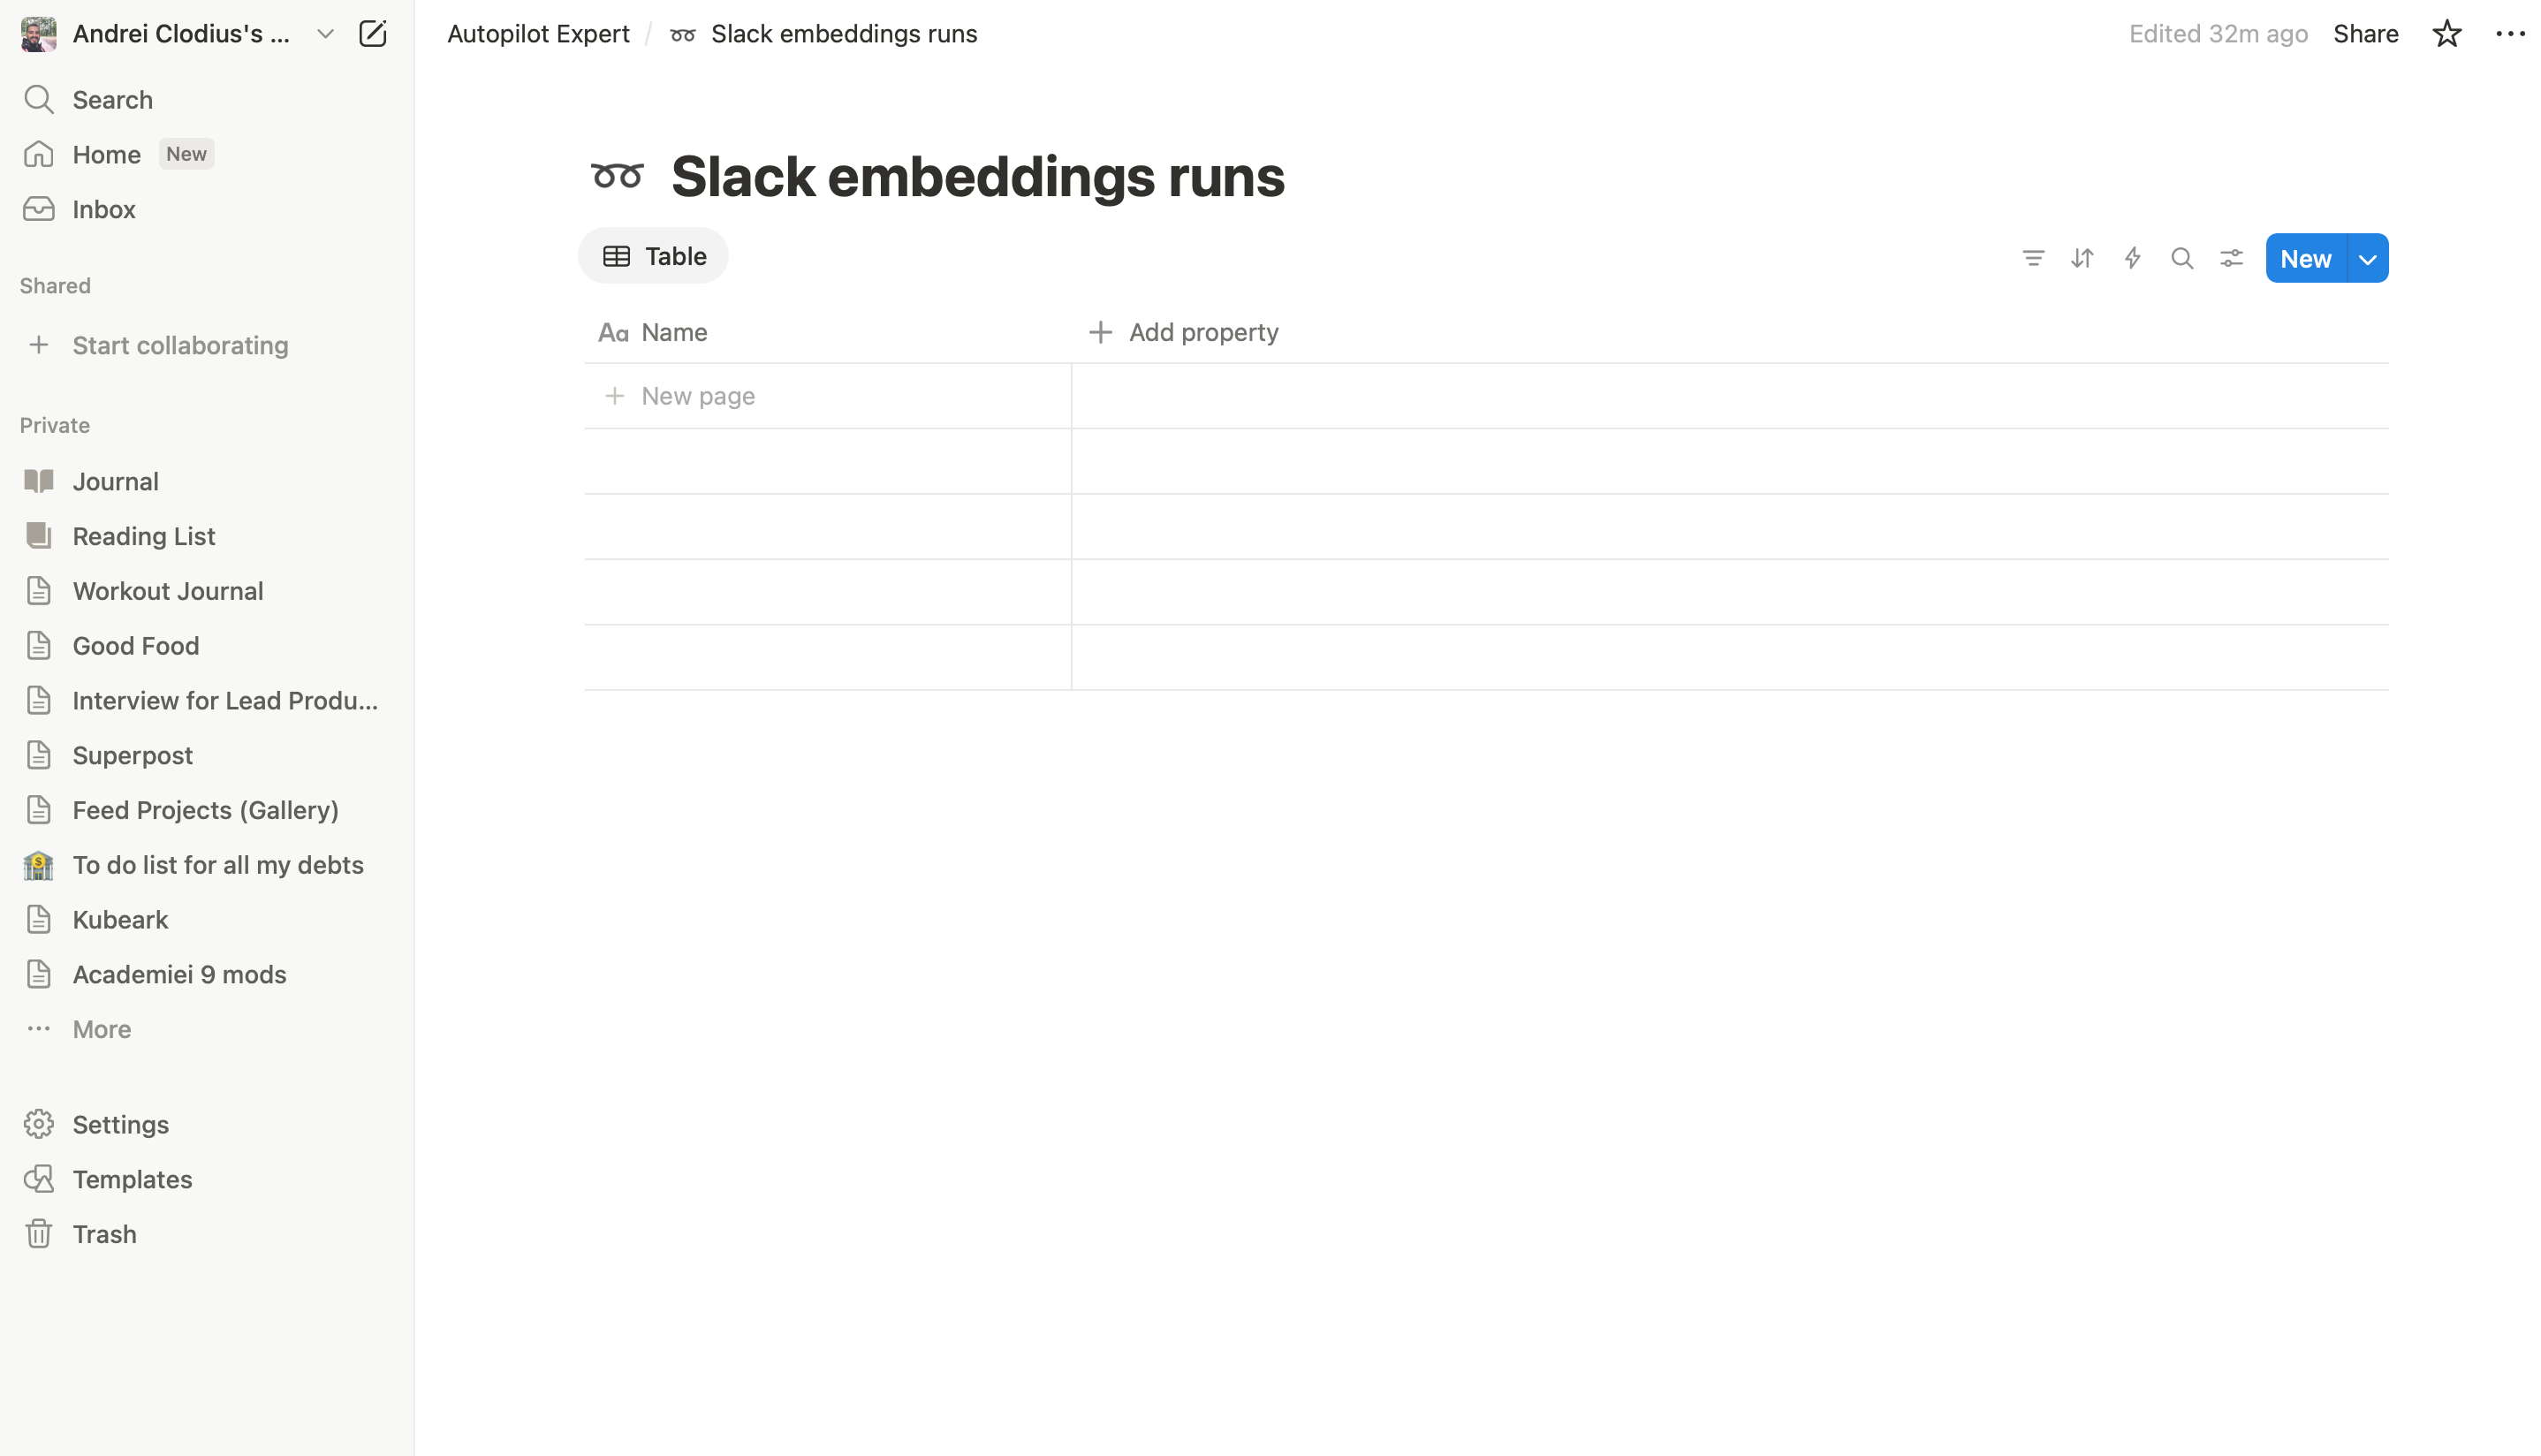 Andrei Clodius's ...
Search
Home New
Inbox
Shared
Start collaborating
Private
Journal
Reading List
Workout Journal
Good Food
Interview for Lead Produ...
Superpost
Feed Projects (Gallery)
To do list for all my debts
Kubeark
Academiei 9 mods
More
Settings
Templates
Trash
Autopilot Expert / Slack embeddings runs
Edited 32m ago Share
Slack embeddings runs
Table
New
Aa Name
Add property
New page